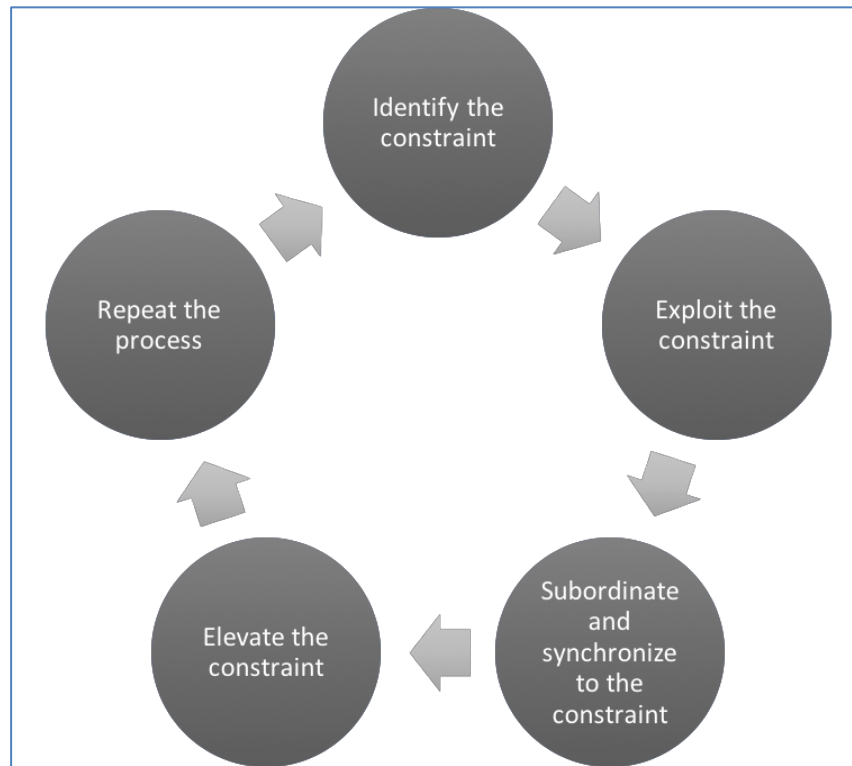 Identify the
constraint
Exploit the
constraint
Subordinate
and
synchronize
to the
constraint
Elevate the
constraint
Repeat the
process